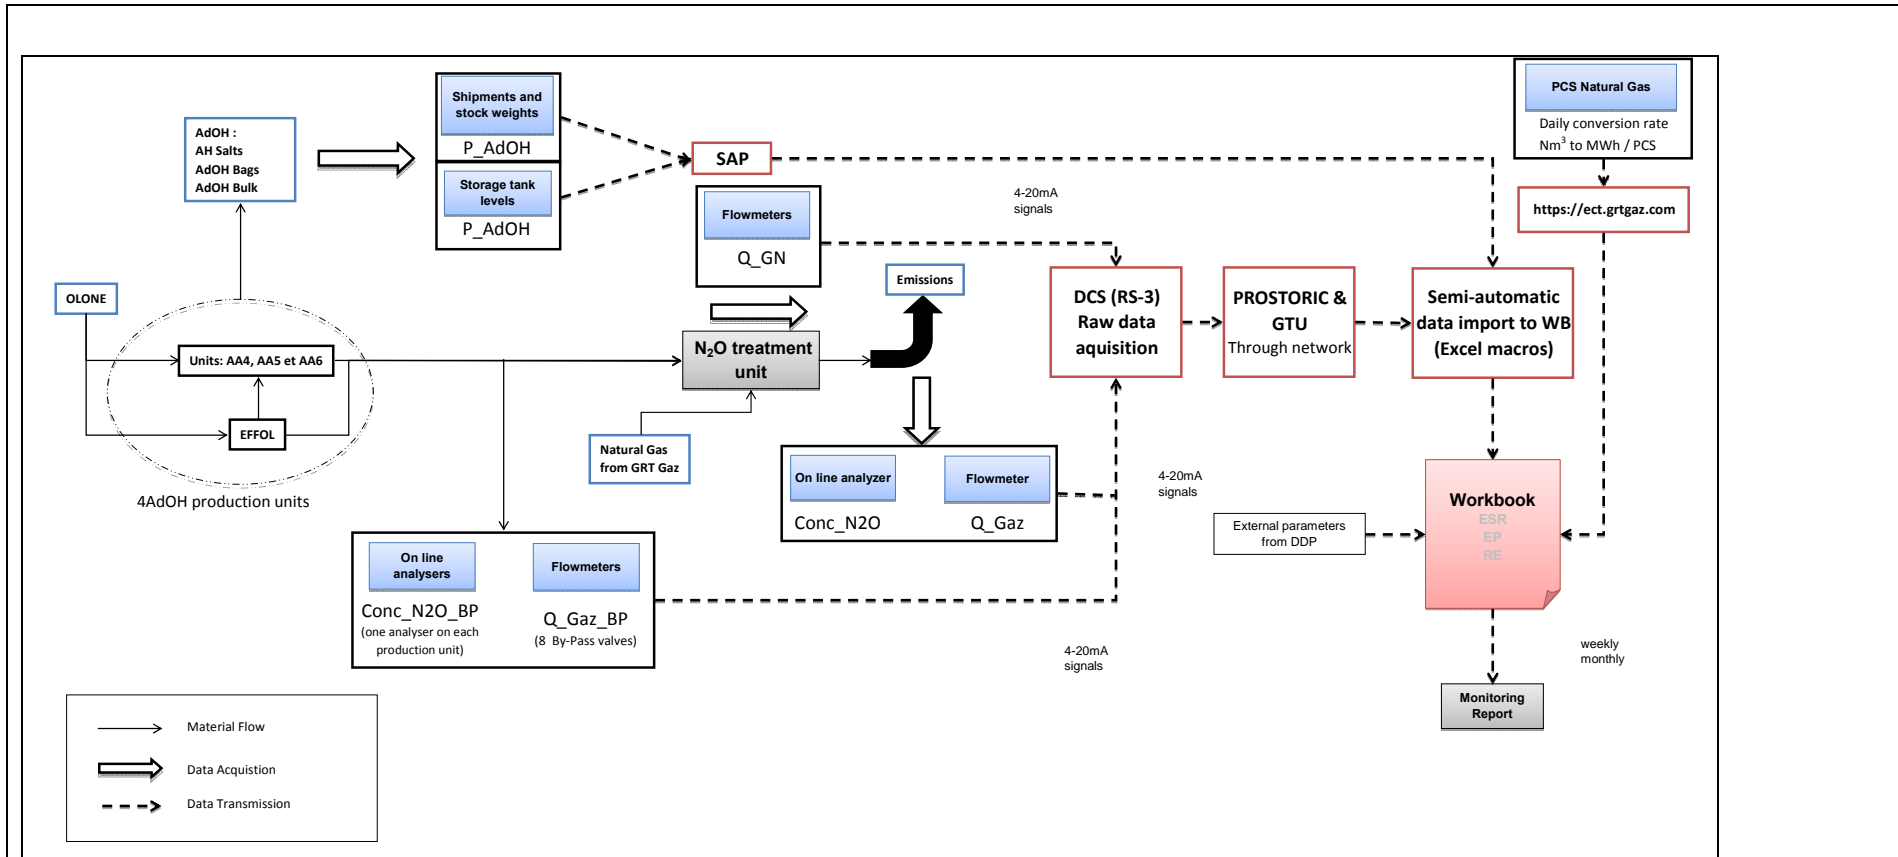 PCS Natural Gas
Daily conversion rate
Nm3 to MWh / PCS
https://ect.grtgaz.com
Shipments and
stock weights
P_AdOH
Storage tank
levels
P_AdOH
AdOH :
AH Salts
AdOH Bags
AdOH Bulk
SAP
4-20mA
signals
Flowmeters
Q_GN
Emissions
OLONE
Units: AA4, AA5 et AA6
EFFOL
4AdOH production units
N2O treatment
unit
Natural Gas
from GRT Gaz
DCS (RS-3)
Raw data
aquisition
PROSTORIC &
GTU
Through network
Semi-automatic
data import to WB
(Excel macros)
On line analyzer
Conc_N2O
Flowmeter
Q_Gaz
4-20mA
signals
External parameters
from DDP
Workbook
ESR
EP
RE
On line
analysers
Conc_N2O_BP
(one analyser on each
production unit)
Flowmeters
Q_Gaz_BP
(8  By-Pass valves)
4-20mA
signals
weekly
monthly
Monitoring
Report
Material Flow
Data Acquistion
Data Transmission